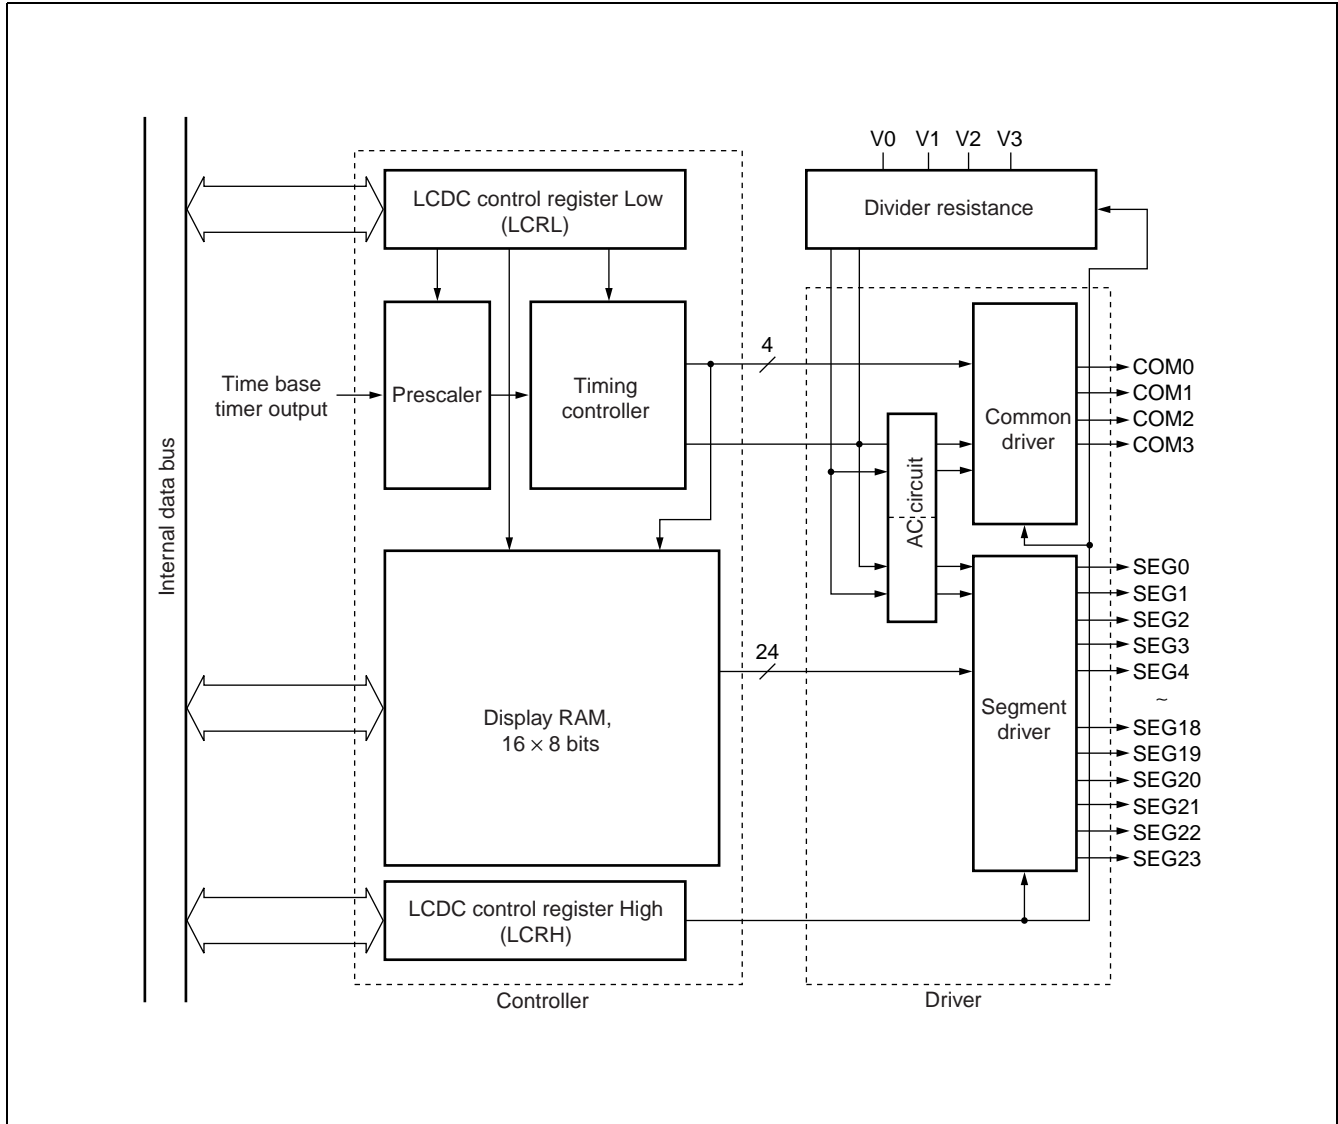 V0 V1 V2 V3
LCDC control register Low
(LCRL)
Divider resistance
4
Time base
timer output
Prescaler
Timing
controller
Common
driver
COM0
COM1
COM2
COM3
AC circuit
Internal data bus
SEG0
SEG1
SEG2
SEG3
SEG4
~
SEG18
SEG19
SEG20
SEG21
SEG22
SEG23
24
Display RAM,
16 × 8 bits
Segment
driver
LCDC control register High
(LCRH)
Controller
Driver